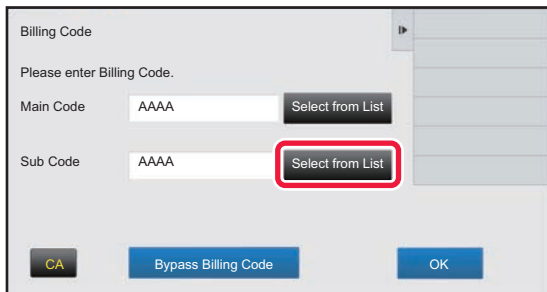 Billing Code
Please enter Billing Code.
Main Code AAAA Select from List
Sub Code AAAA Select from List
CA Bypass Billing Code OK